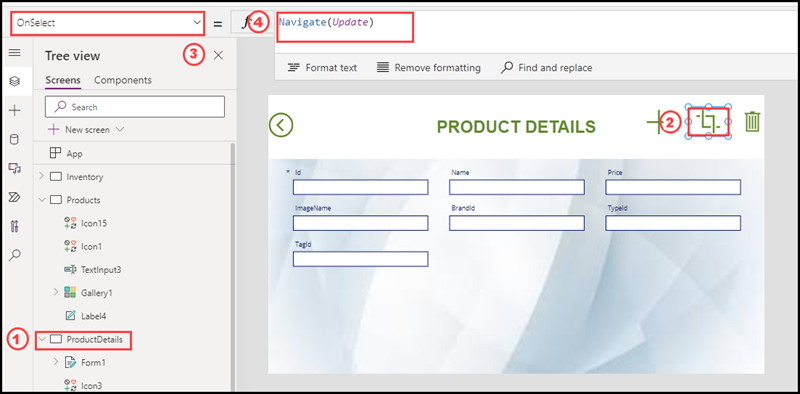 OnSelect
=
4
Navigate(Update)
3
Tree view
Screens Components
Search
New screen
App
Inventory
Products
Icon15
Icon1
TextInput3
Gallery1
Label4
1
ProductDetails
Form1
Icon3
Format text Remove formatting Find and replace
PRODUCT DETAILS
2
* Id Name Price
ImageName BrandId TypeId
TagId